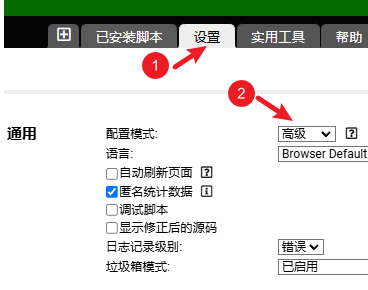 已安装脚本 设置 实用工具 帮助
1
2
通用 配置模式: 高级 [?]
语言: Browser Default
自动刷新页面 [?]
匿名统计数据 [i]
调试脚本
显示修正后的源码
日志记录级别: 错误
垃圾箱模式: 已启用